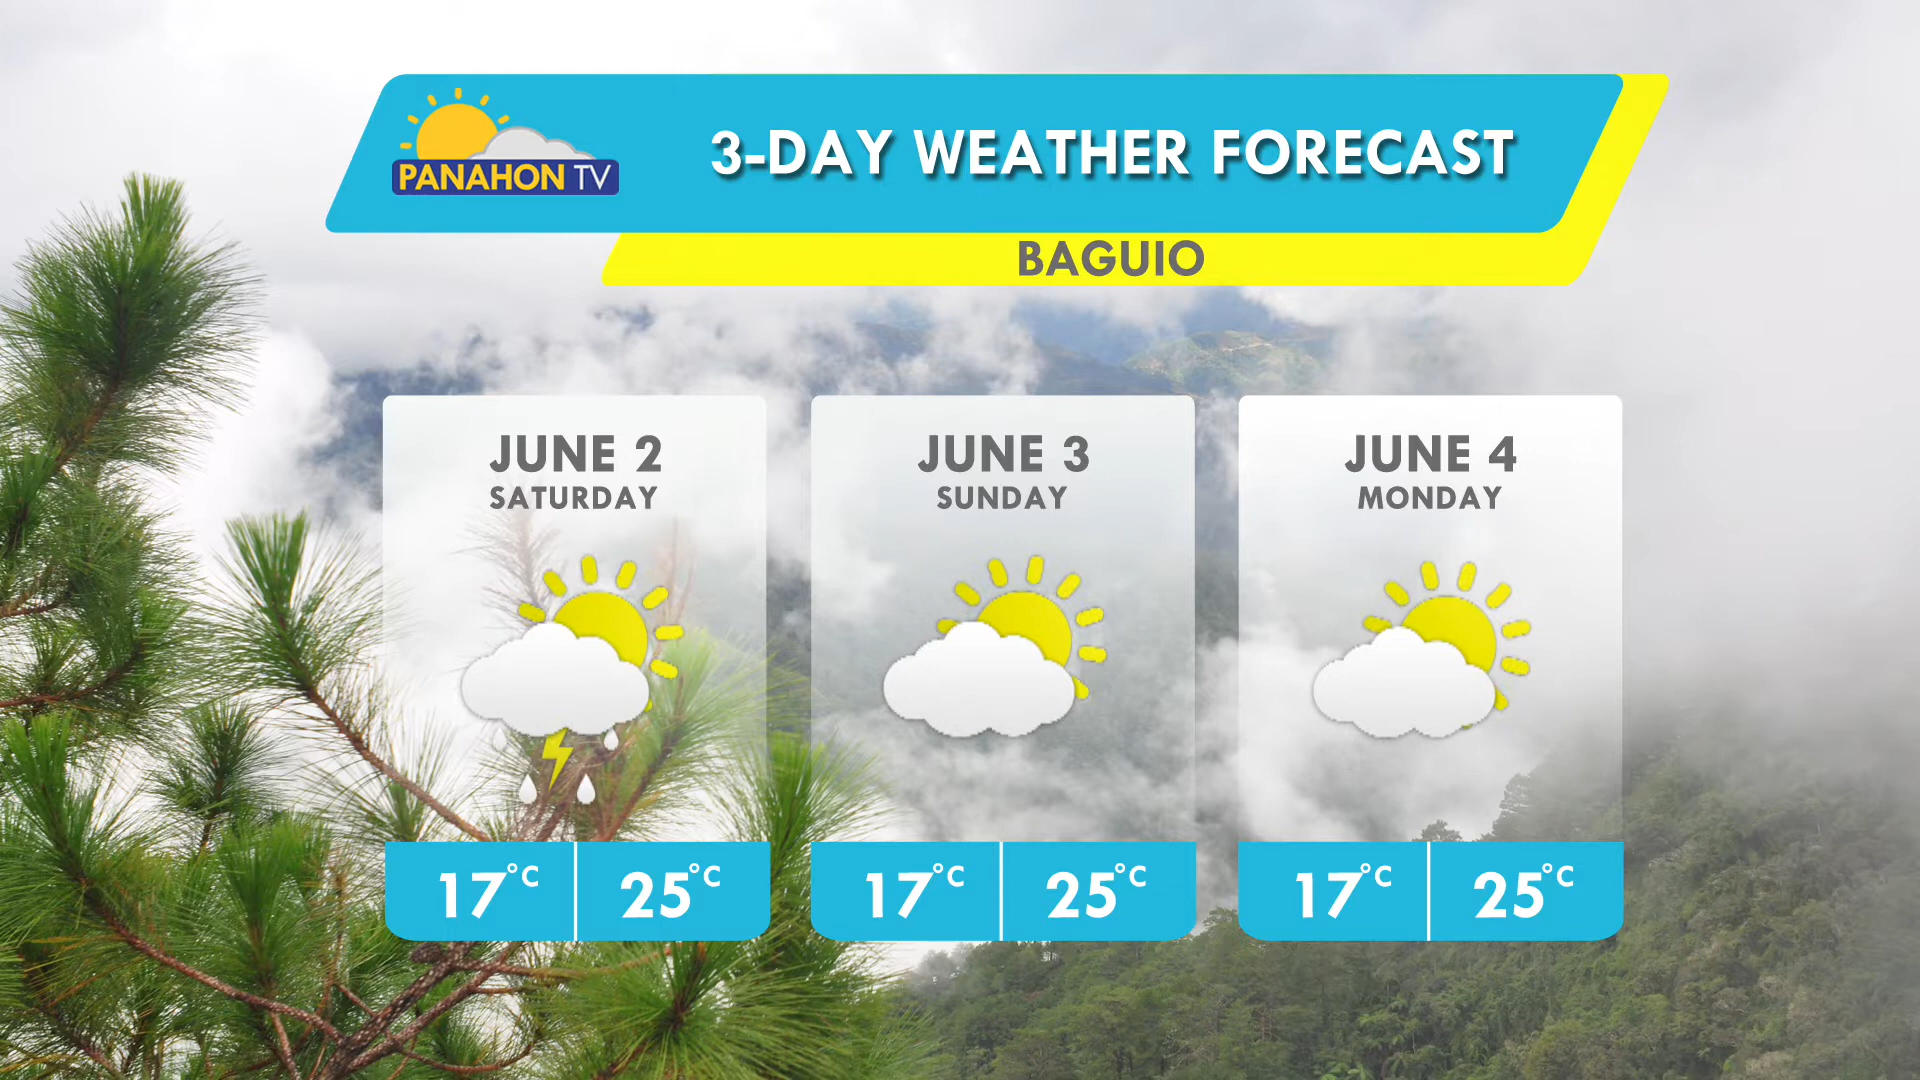 PANAHON TV
3-DAY WEATHER FORECAST
BAGUIO
JUNE 2
SATURDAY
17°C 25°C
JUNE 3
SUNDAY
17°C 25°C
JUNE 4
MONDAY
17°C 25°C